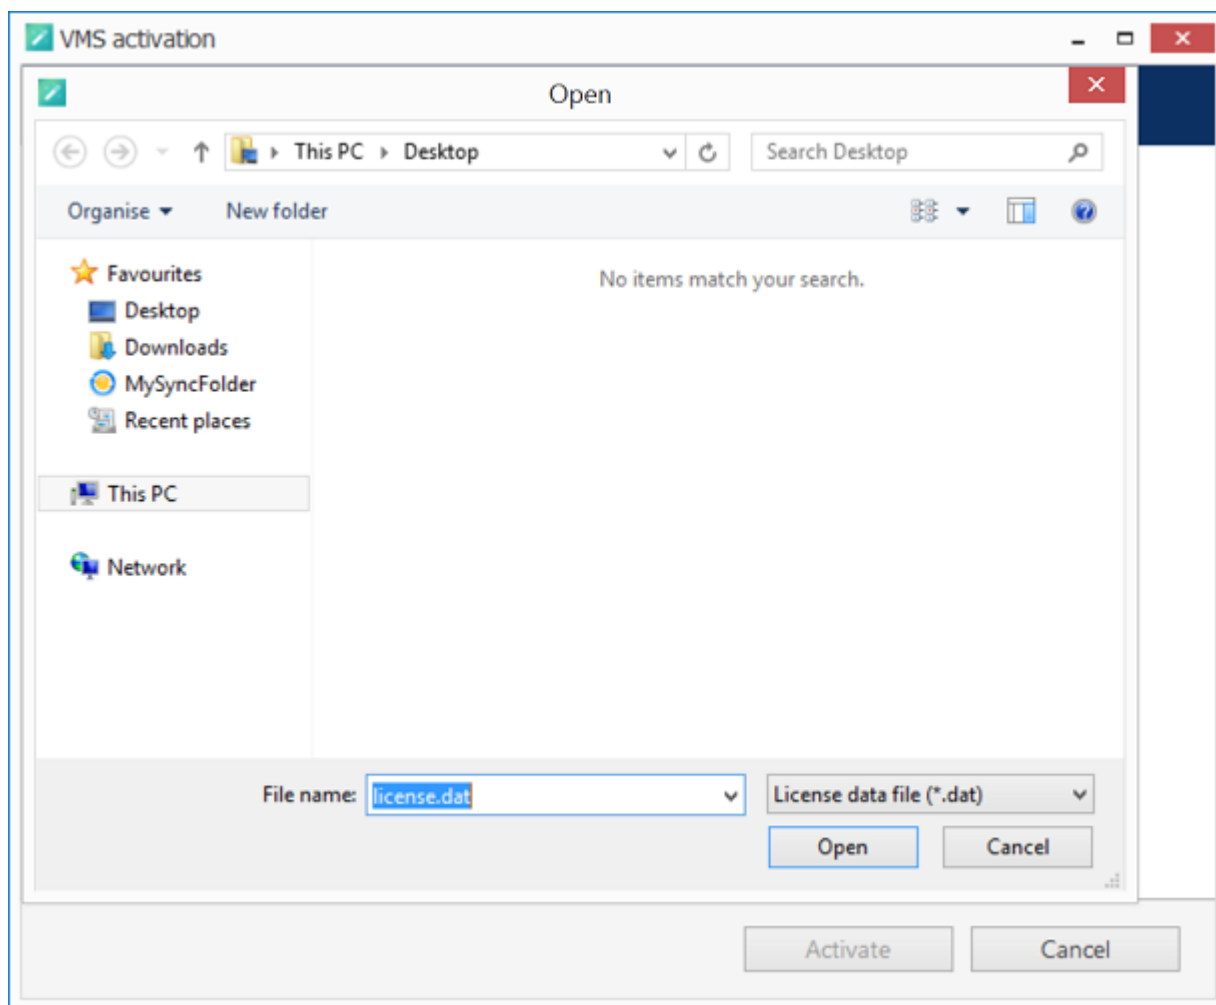 VMS activation
Open
This PC Desktop
Search Desktop
Organise New folder
Favourites
Desktop
Downloads
MySyncFolder
Recent places
This PC
Network
No items match your search.
File name: license.dat License data file (*.dat)
Open Cancel
Activate Cancel